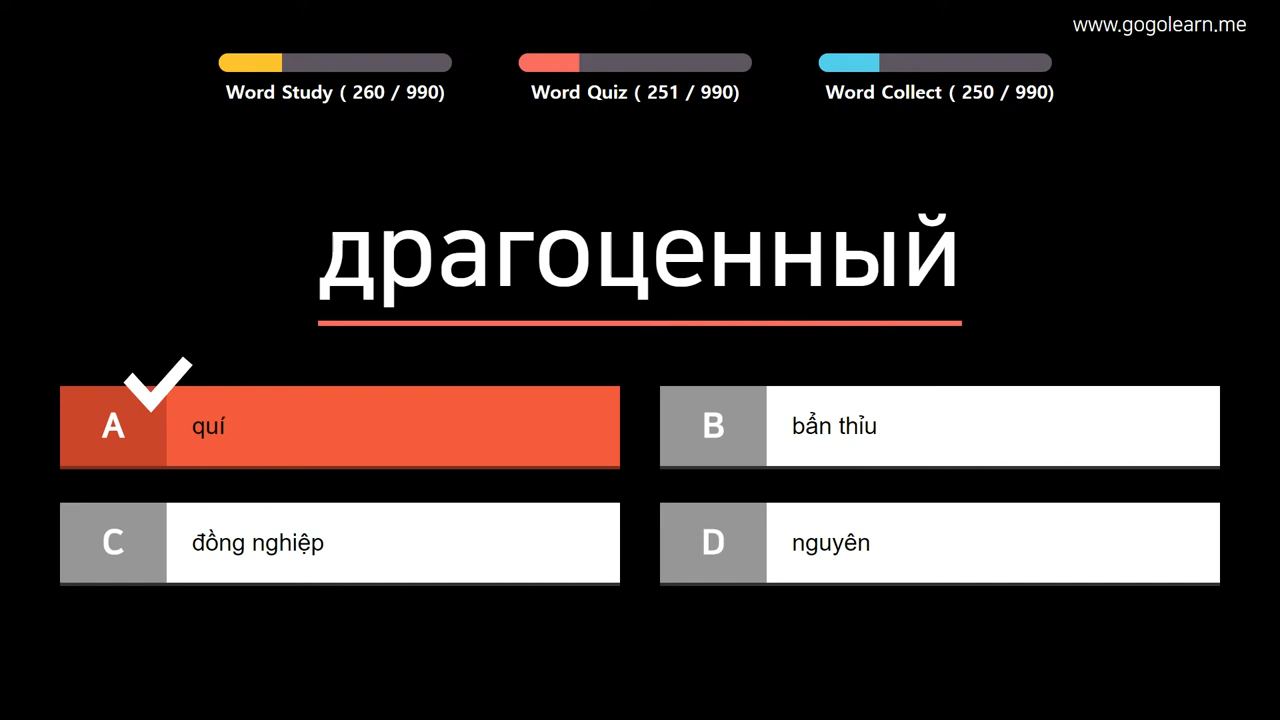 www.gogolearn.me
Word Study ( 260 / 990)
Word Quiz ( 251 / 990)
Word Collect ( 250 / 990)
драгоценный
A quí
B bẩn thỉu
C đồng nghiệp
D nguyên